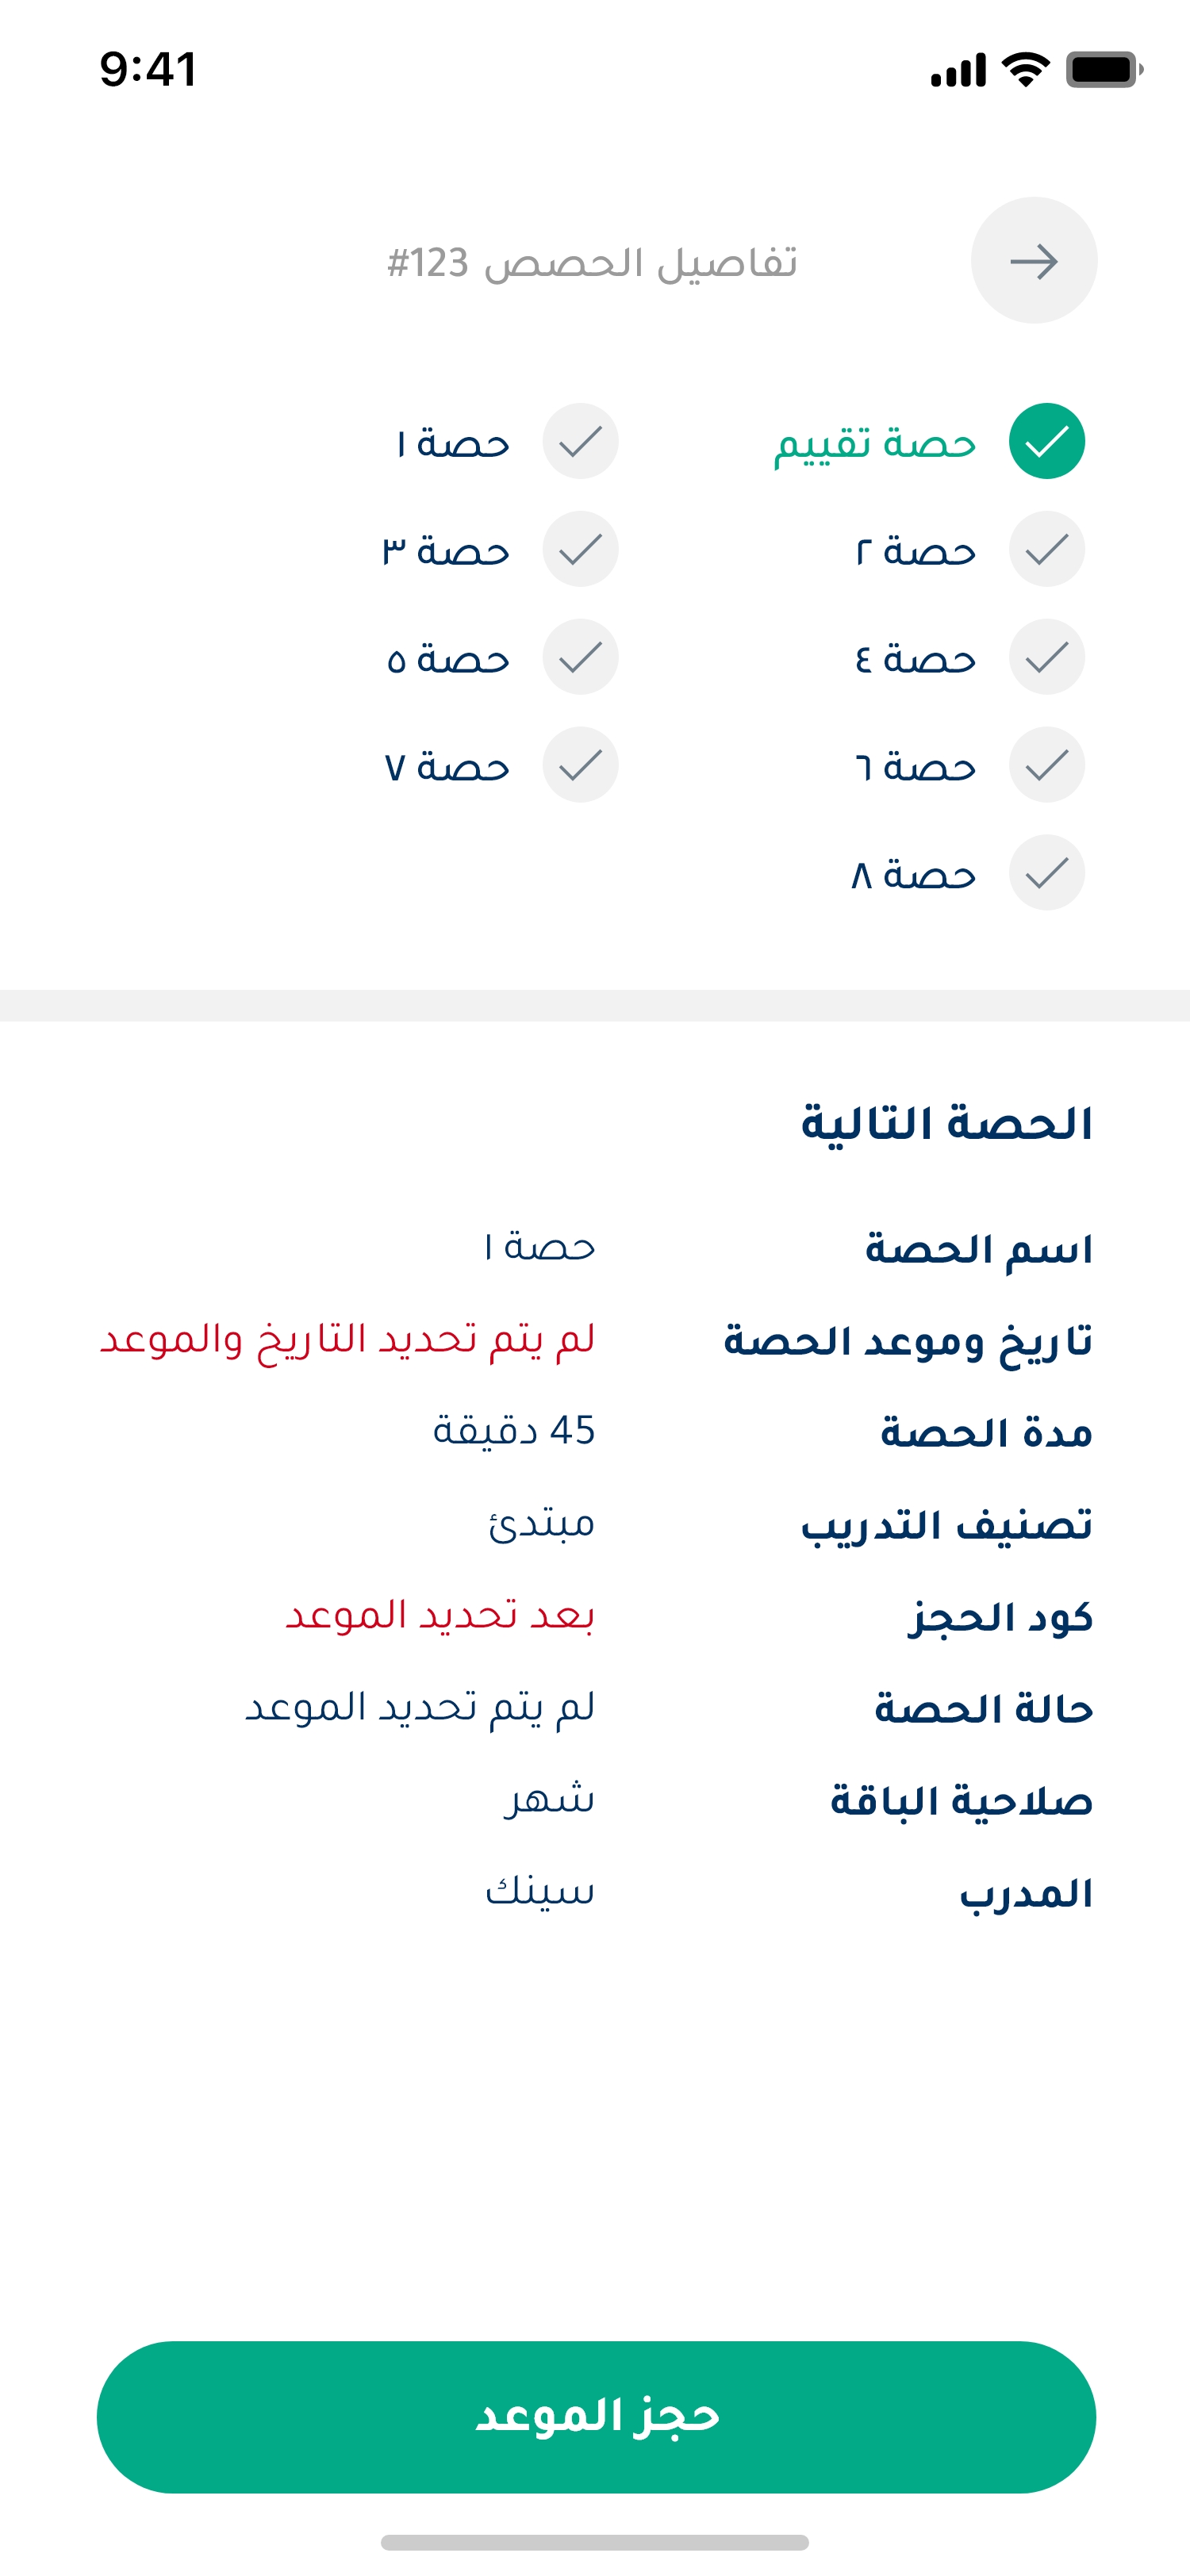 9:41
تفاصيل الحصص 123#
حصة تقييم
حصة ١
حصة ٢
حصة ٣
حصة ٤
حصة ٥
حصة ٦
حصة ٧
حصة ٨
الحصة التالية
اسم الحصة حصة ١
تاريخ وموعد الحصة لم يتم تحديد التاريخ والموعد
مدة الحصة 45 دقيقة
تصنيف التدريب مبتدئ
كود الحجز بعد تحديد الموعد
حالة الحصة لم يتم تحديد الموعد
صلاحية الباقة شهر
المدرب سينك
حجز الموعد